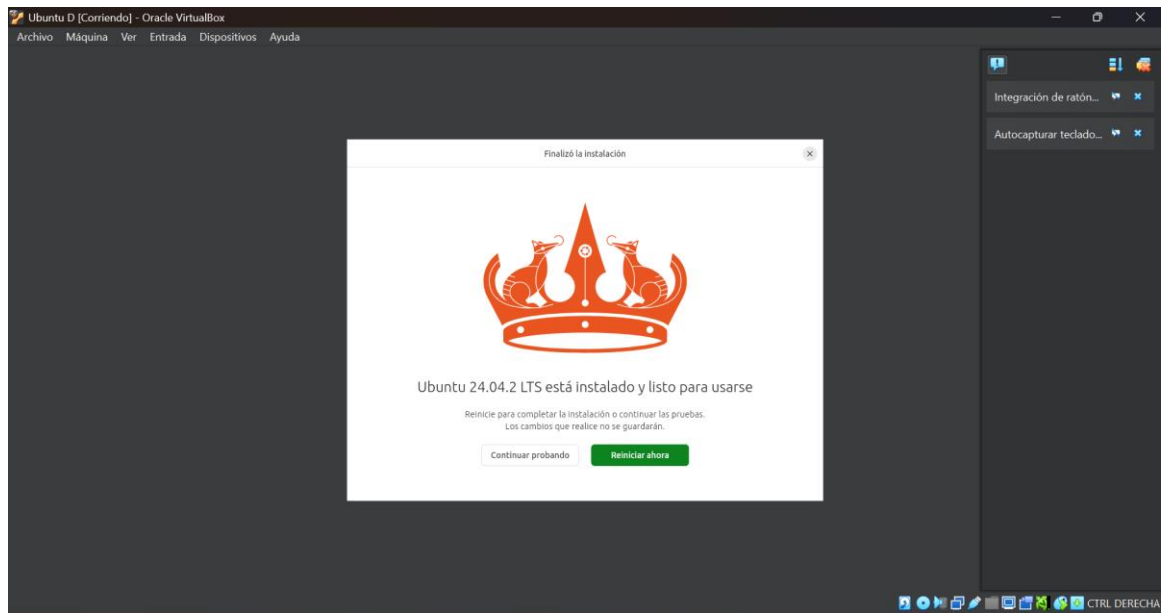 Ubuntu D [Corriendo] - Oracle VirtualBox
Archivo Máquina Ver Entrada Dispositivos Ayuda
Integración de ratón...
Autocapturar teclado...
Finalizó la instalación
Ubuntu 24.04.2 LTS está instalado y listo para usarse
Reinicie para completar la instalación o continuar las pruebas.
Los cambios que realice no se guardarán.
Continuar probando Reiniciar ahora
CTRL DERECHA